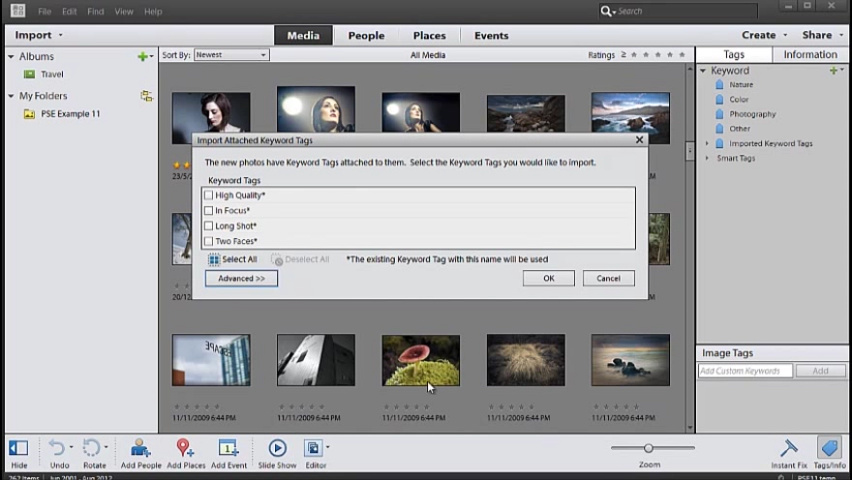 File Edit Find View Help
Search
Import
Media
People
Places
Events
Create
Share
Albums
Travel
My Folders
PSE Example 11
Sort By: Newest
All Media
Ratings ≥
Tags
Information
Keyword
Nature
Color
Photography
Other
Imported Keyword Tags
Smart Tags
Import Attached Keyword Tags
The new photos have Keyword Tags attached to them. Select the Keyword Tags you would like to import.
Keyword Tags
High Quality*
In Focus*
Long Shot*
Two Faces*
Select All
Deselect All
*The existing Keyword Tag with this name will be used
Advanced >>
OK
Cancel
ESCAPE
11/11/2009 6:44 PM
11/11/2009 6:44 PM
11/11/2009 6:44 PM
11/11/2009 6:44 PM
11/11/2009 6:44 PM
Image Tags
Add Custom Keywords
Add
Hide
Undo
Rotate
Add People
Add Places
Add Event
Slide Show
Editor
Zoom
Instant Fix
Tags/Info